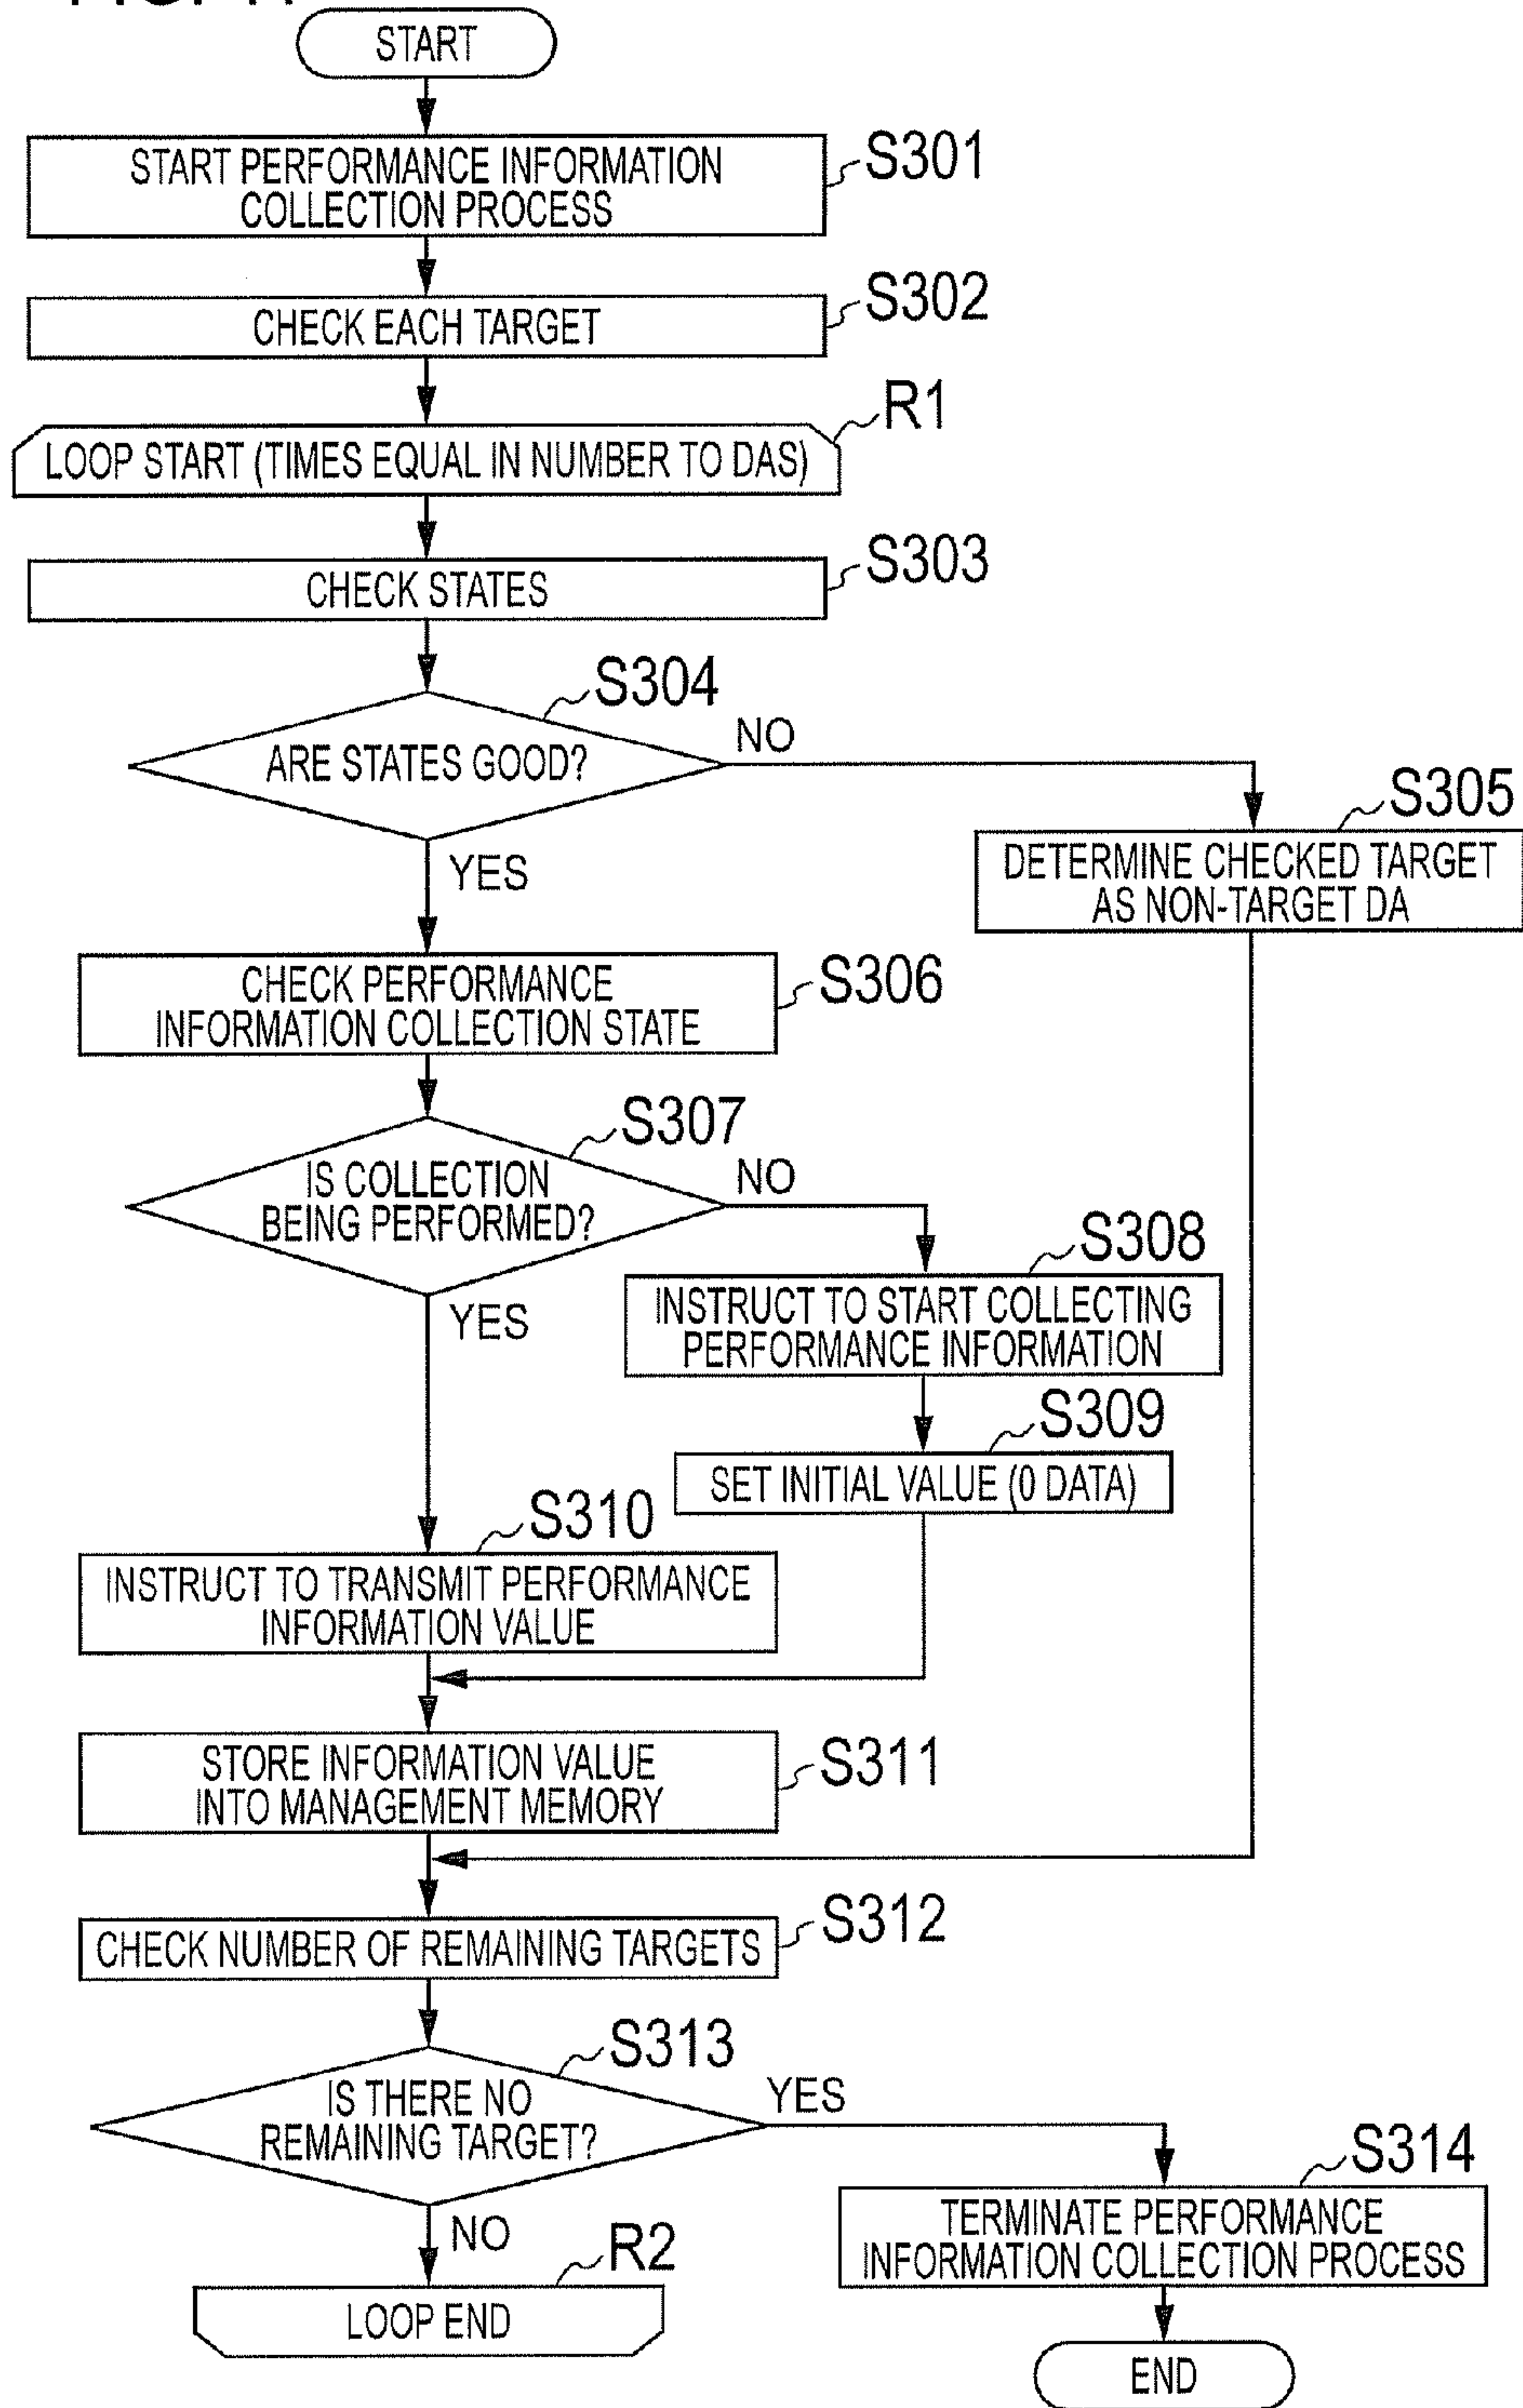 START
START PERFORMANCE INFORMATION
COLLECTION PROCESS
S301
CHECK EACH TARGET
S302
R1
LOOP START (TIMES EQUAL IN NUMBER TO DAS)
CHECK STATES
S303
S304
ARE STATES GOOD?
NO
YES
S305
DETERMINE CHECKED TARGET
AS NON-TARGET DA
CHECK PERFORMANCE
INFORMATION COLLECTION STATE
S306
S307
IS COLLECTION
BEING PERFORMED?
NO
YES
S308
INSTRUCT TO START COLLECTING
PERFORMANCE INFORMATION
S309
SET INITIAL VALUE (0 DATA)
S310
INSTRUCT TO TRANSMIT PERFORMANCE
INFORMATION VALUE
STORE INFORMATION VALUE
INTO MANAGEMENT MEMORY
S311
CHECK NUMBER OF REMAINING TARGETS
S312
S313
IS THERE NO
REMAINING TARGET?
YES
NO
S314
TERMINATE PERFORMANCE
INFORMATION COLLECTION PROCESS
R2
LOOP END
END